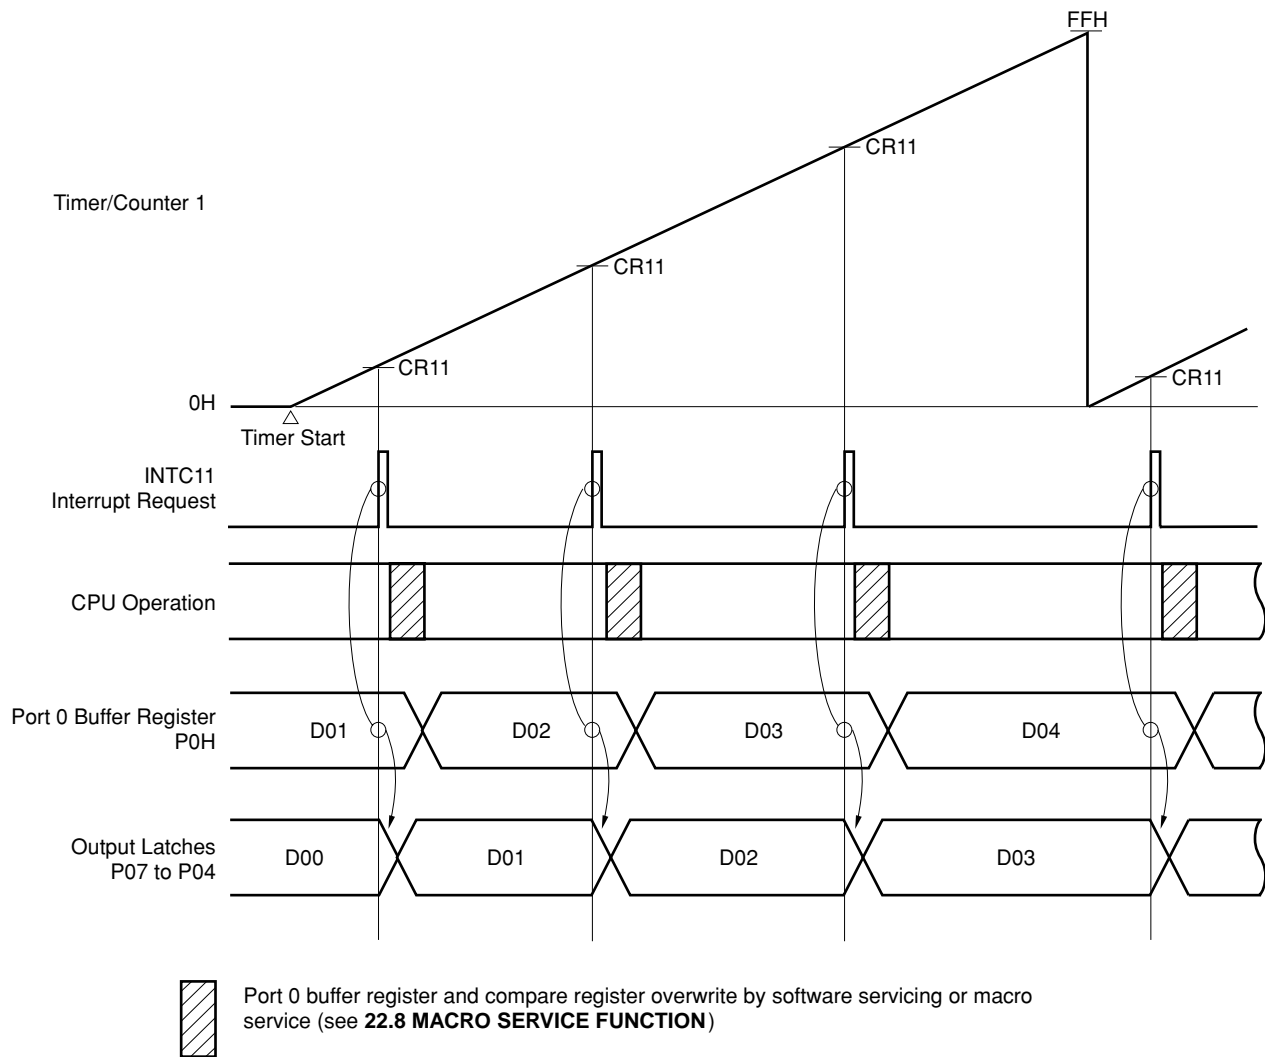 FFH
CR11
Timer/Counter 1
CR11
CR11
CR11
0H
Timer Start
INTC11
Interrupt Request
CPU Operation
Port 0 Buffer Register
P0H
D01
D02
D03
D04
Output Latches
P07 to P04
D00
D01
D02
D03
Port 0 buffer register and compare register overwrite by software servicing or macro
service (see 22.8 MACRO SERVICE FUNCTION)